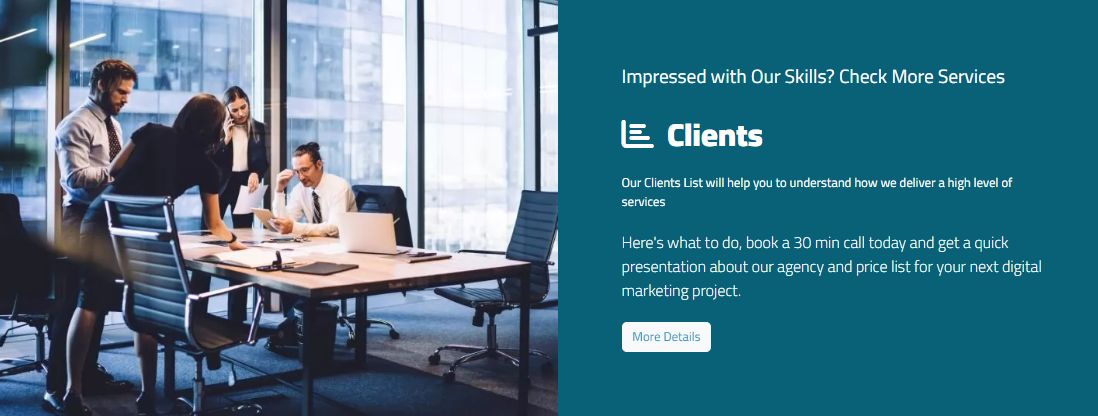 Impressed with Our Skills? Check More Services
Clients
Our Clients List will help you to understand how we deliver a high level of
services
Here's what to do, book a 30 min call today and get a quick
presentation about our agency and price list for your next digital
marketing project.
More Details